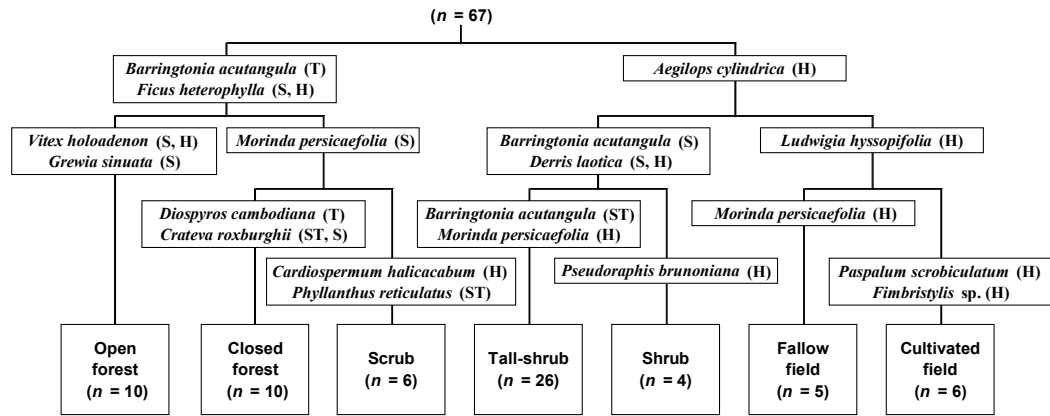 (n = 67)
Barringtonia acutangula (T)
Ficus heterophylla (S, H)
Aegilops cylindrica (H)
Vitex holoadenon (S, H)
Grewia sinuata (S)
Morinda persicaefolia (S)
Barringtonia acutangula (S)
Derris laotica (S, H)
Ludwigia hyssopifolia (H)
Diospyros cambodiana (T)
Crateva roxburghii (ST, S)
Barringtonia acutangula (ST)
Morinda persicaefolia (H)
Morinda persicaefolia (H)
Cardiospermum halicacabum (H)
Phyllanthus reticulatus (ST)
Pseudoraphis brunoniana (H)
Paspalum scrobiculatum (H)
Fimbristylis sp. (H)
Open
forest
(n = 10)
Closed
forest
(n = 10)
Scrub
(n = 6)
Tall-shrub
(n = 26)
Shrub
(n = 4)
Fallow
field
(n = 5)
Cultivated
field
(n = 6)